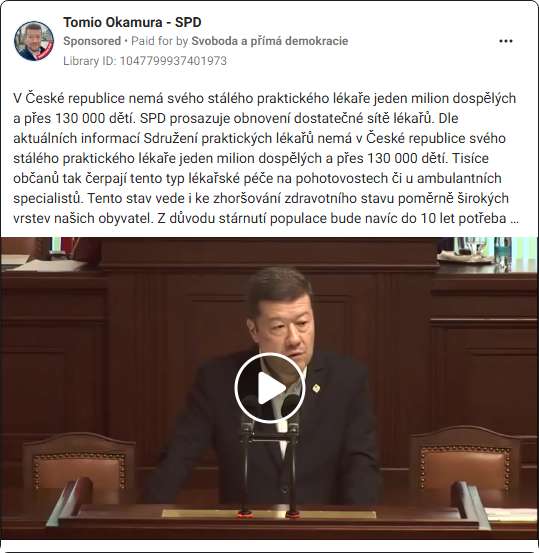 Tomio Okamura - SPD
Sponsored • Paid for by Svoboda a přímá demokracie
Library ID: 1047799937401973
V České republice nemá svého stálého praktického lékaře jeden milion dospělých
a přes 130 000 dětí. SPD prosazuje obnovení dostatečné sítě lékařů. Dle
aktuálních informací Sdružení praktických lékařů nemá v České republice svého
stálého praktického lékaře jeden milion dospělých a přes 130 000 dětí. Tisíce
občanů tak čerpají tento typ lékařské péče na pohotovostech či u ambulantních
specialistů. Tento stav vede i ke zhoršování zdravotního stavu poměrně širokých
vrstev našich obyvatel. Z důvodu stárnutí populace bude navíc do 10 let potřeba ...